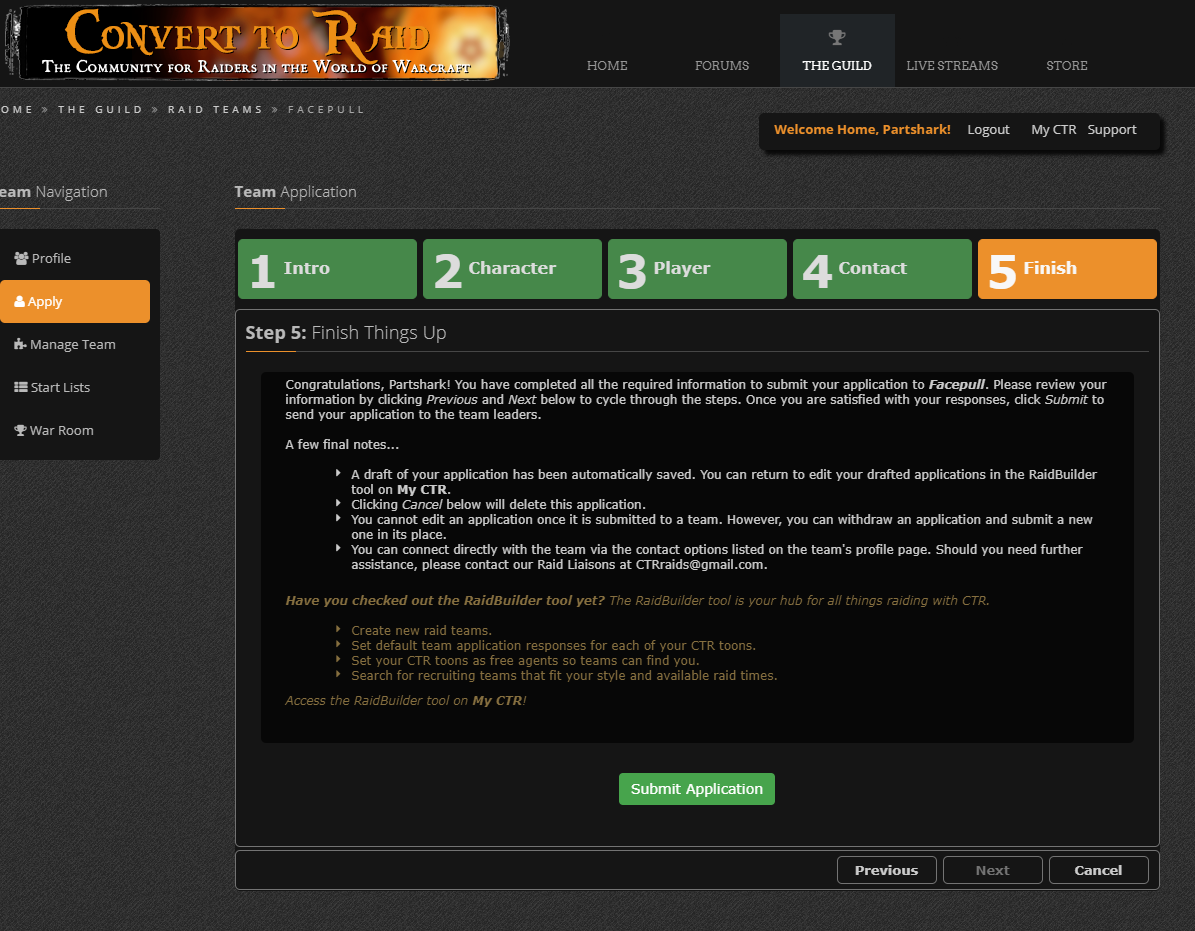 Convert to Raid
The Community for Raiders in the World of Warcraft
HOME FORUMS THE GUILD LIVE STREAMS STORE
OME » THE GUILD » RAID TEAMS » FACEPULL
Welcome Home, Partshark! Logout My CTR Support
eam Navigation
Profile
Apply
Manage Team
Start Lists
War Room
Team Application
1 Intro 2 Character 3 Player 4 Contact 5 Finish
Step 5: Finish Things Up
Congratulations, Partshark! You have completed all the required information to submit your application to Facepull. Please review your
information by clicking Previous and Next below to cycle through the steps. Once you are satisfied with your responses, click Submit to
send your application to the team leaders.
A few final notes...
A draft of your application has been automatically saved. You can return to edit your drafted applications in the RaidBuilder
tool on My CTR.
Clicking Cancel below will delete this application.
You cannot edit an application once it is submitted to a team. However, you can withdraw an application and submit a new
one in its place.
You can connect directly with the team via the contact options listed on the team's profile page. Should you need further
assistance, please contact our Raid Liaisons at CTRraids@gmail.com.
Have you checked out the RaidBuilder tool yet? The RaidBuilder tool is your hub for all things raiding with CTR.
Create new raid teams.
Set default team application responses for each of your CTR toons.
Set your CTR toons as free agents so teams can find you.
Search for recruiting teams that fit your style and available raid times.
Access the RaidBuilder tool on My CTR!
Submit Application
Previous Next Cancel